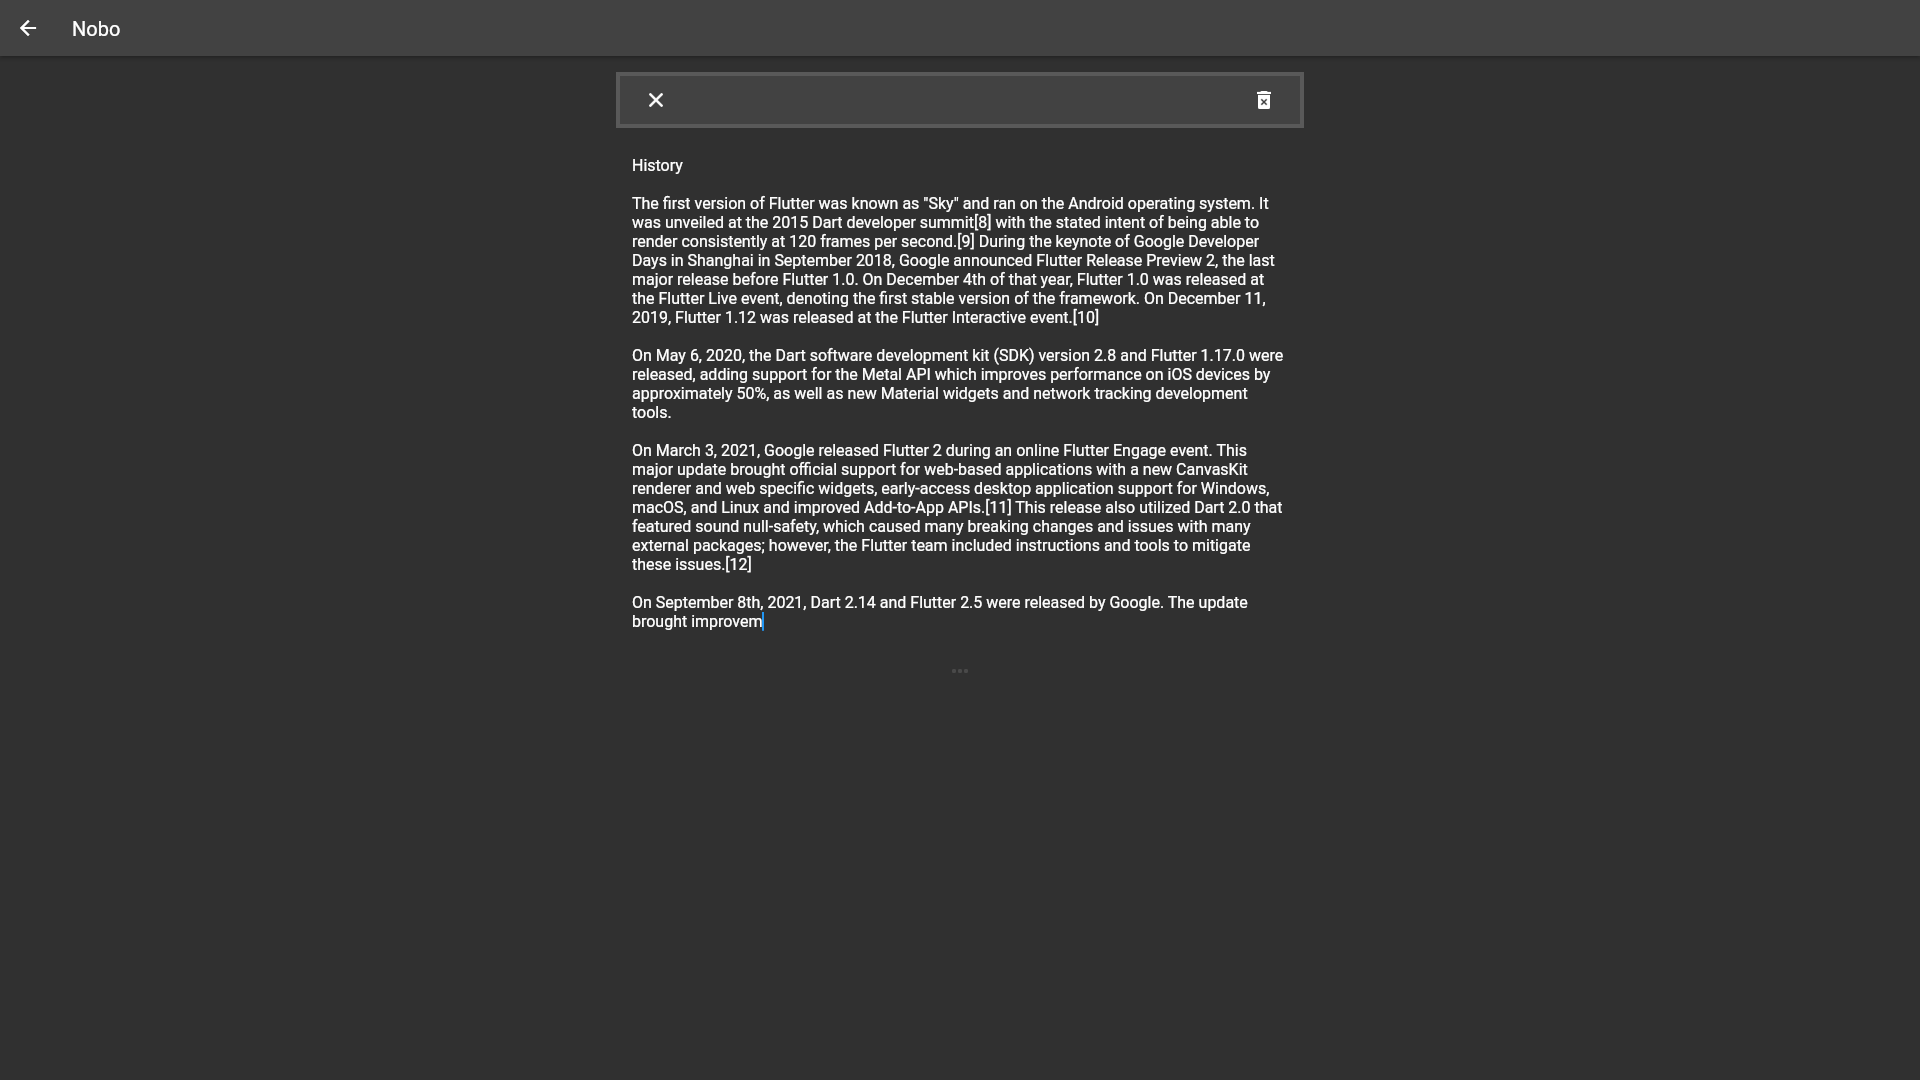 Nobo
History
The first version of Flutter was known as "Sky" and ran on the Android operating system. It
was unveiled at the 2015 Dart developer summit[8] with the stated intent of being able to
render consistently at 120 frames per second.[9] During the keynote of Google Developer
Days in Shanghai in September 2018, Google announced Flutter Release Preview 2, the last
major release before Flutter 1.0. On December 4th of that year, Flutter 1.0 was released at
the Flutter Live event, denoting the first stable version of the framework. On December 11,
2019, Flutter 1.12 was released at the Flutter Interactive event.[10]
On May 6, 2020, the Dart software development kit (SDK) version 2.8 and Flutter 1.17.0 were
released, adding support for the Metal API which improves performance on iOS devices by
approximately 50%, as well as new Material widgets and network tracking development
tools.
On March 3, 2021, Google released Flutter 2 during an online Flutter Engage event. This
major update brought official support for web-based applications with a new CanvasKit
renderer and web specific widgets, early-access desktop application support for Windows,
macOS, and Linux and improved Add-to-App APIs.[11] This release also utilized Dart 2.0 that
featured sound null-safety, which caused many breaking changes and issues with many
external packages; however, the Flutter team included instructions and tools to mitigate
these issues.[12]
On September 8th, 2021, Dart 2.14 and Flutter 2.5 were released by Google. The update
brought improvem